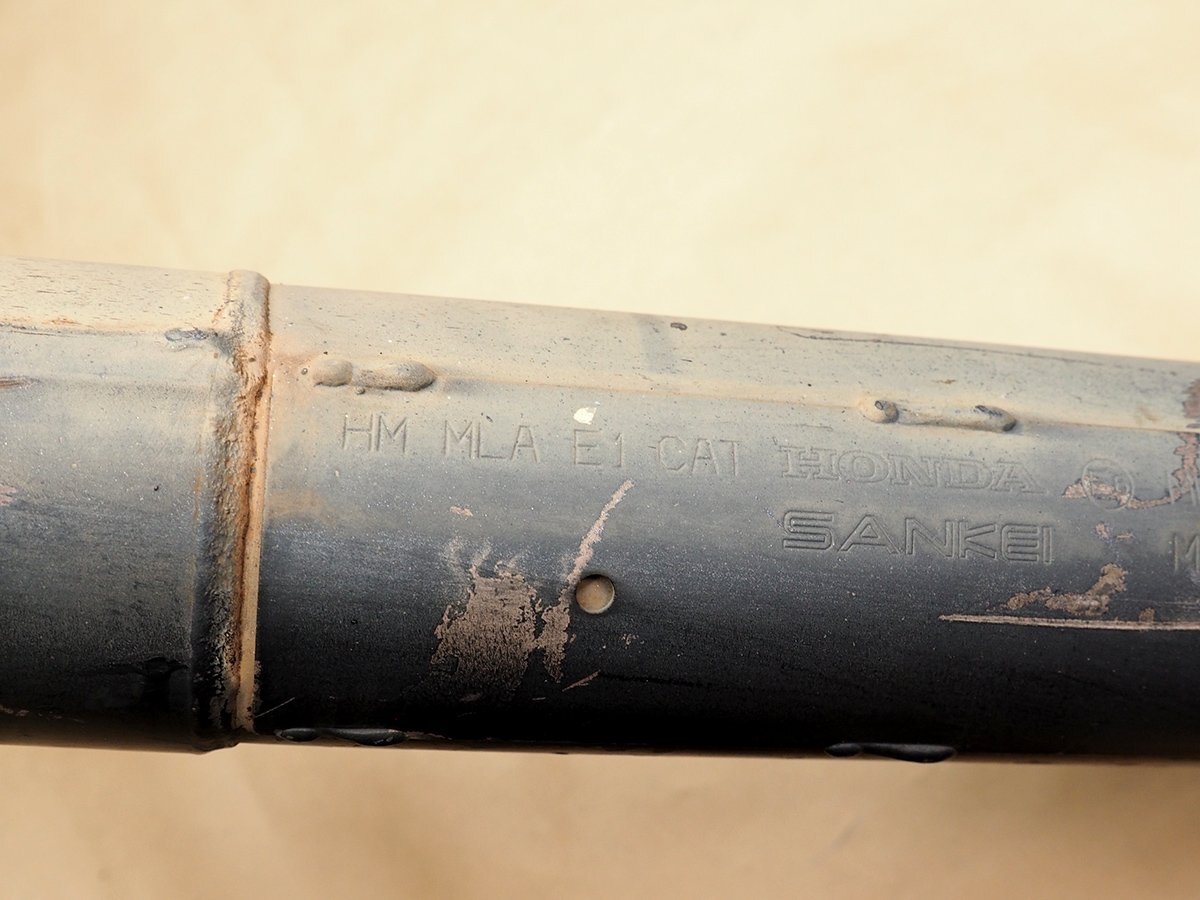 HM MLA E1 CAT HONDA
SANKEI